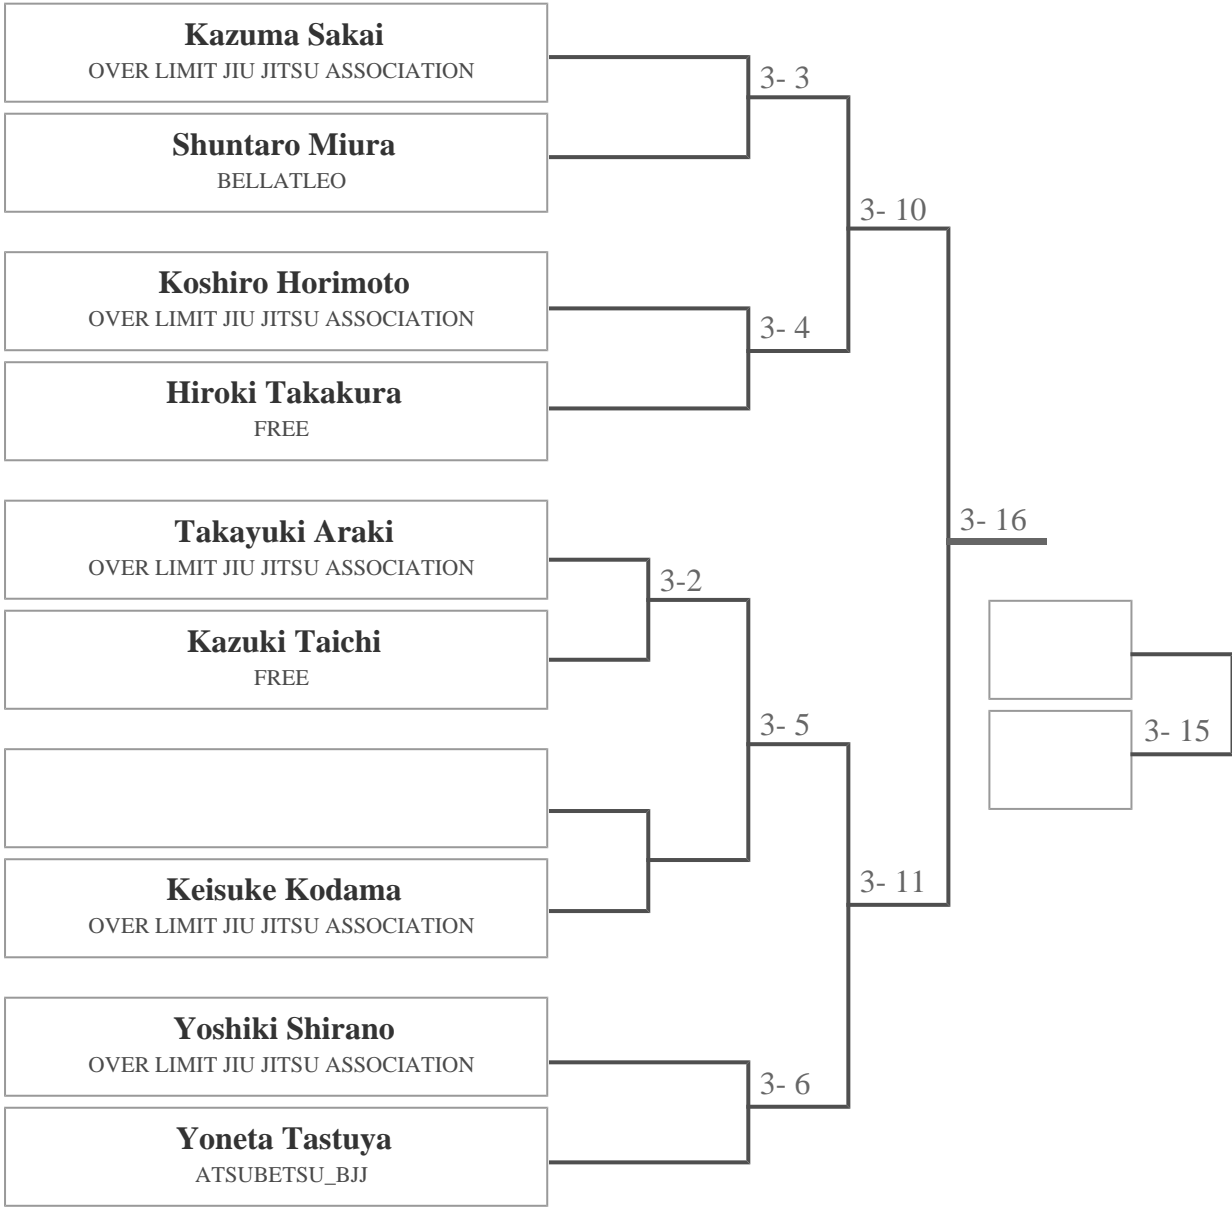 Kazuma Sakai
OVER LIMIT JIU JITSU ASSOCIATION
3- 3
Shuntaro Miura
BELLATLEO
3- 10
Koshiro Horimoto
OVER LIMIT JIU JITSU ASSOCIATION
3- 4
Hiroki Takakura
FREE
Takayuki Araki
OVER LIMIT JIU JITSU ASSOCIATION
3- 16
3-2
Kazuki Taichi
FREE
3- 5
3- 15
Keisuke Kodama
OVER LIMIT JIU JITSU ASSOCIATION
3- 11
Yoshiki Shirano
OVER LIMIT JIU JITSU ASSOCIATION
3- 6
Yoneta Tastuya
ATSUBETSU_BJJ